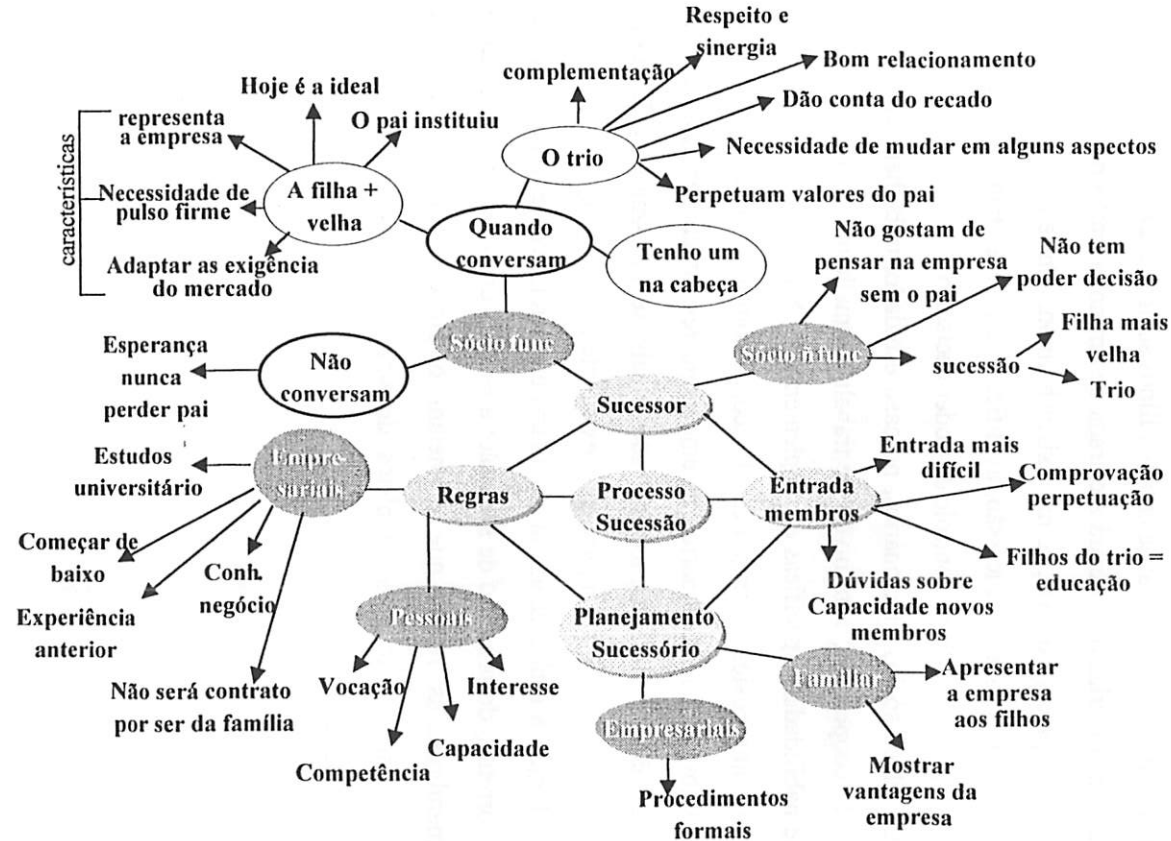 Respeito e
sinergia
complementação
Bom relacionamento
Hoje é a ideal
Dão conta do recado
representa
a empresa
O pai instituiu
O trio
Necessidade de mudar em alguns aspectos
características
Necessidade de
pulso firme
A filha +
velha
Perpetuam valores do pai
Quando
conversam
Tenho um
na cabeça
Não gostam de
pensar na empresa
sem o pai
Não tem
poder decisão
Adaptar as exigência
do mercado
Sócio func
Sócio ñ func
Filha mais
velha
sucessão
Trio
Esperança
nunca
perder pai
Não
conversam
Sucessor
Estudos
universitário
Empre-
sariais
Regras
Processo
Sucessão
Entrada
membros
Entrada mais
difícil
Comprovação
perpetuação
Começar de
baixo
Conh.
negócio
Filhos do trio =
educação
Experiência
anterior
Dúvidas sobre
Capacidade novos
membros
Pessoais
Planejamento
Sucessório
Familiar
Apresentar
a empresa
aos filhos
Não será contrato
por ser da família
Vocação
Interesse
Empresariais
Capacidade
Competência
Mostrar
vantagens da
empresa
Procedimentos
formais